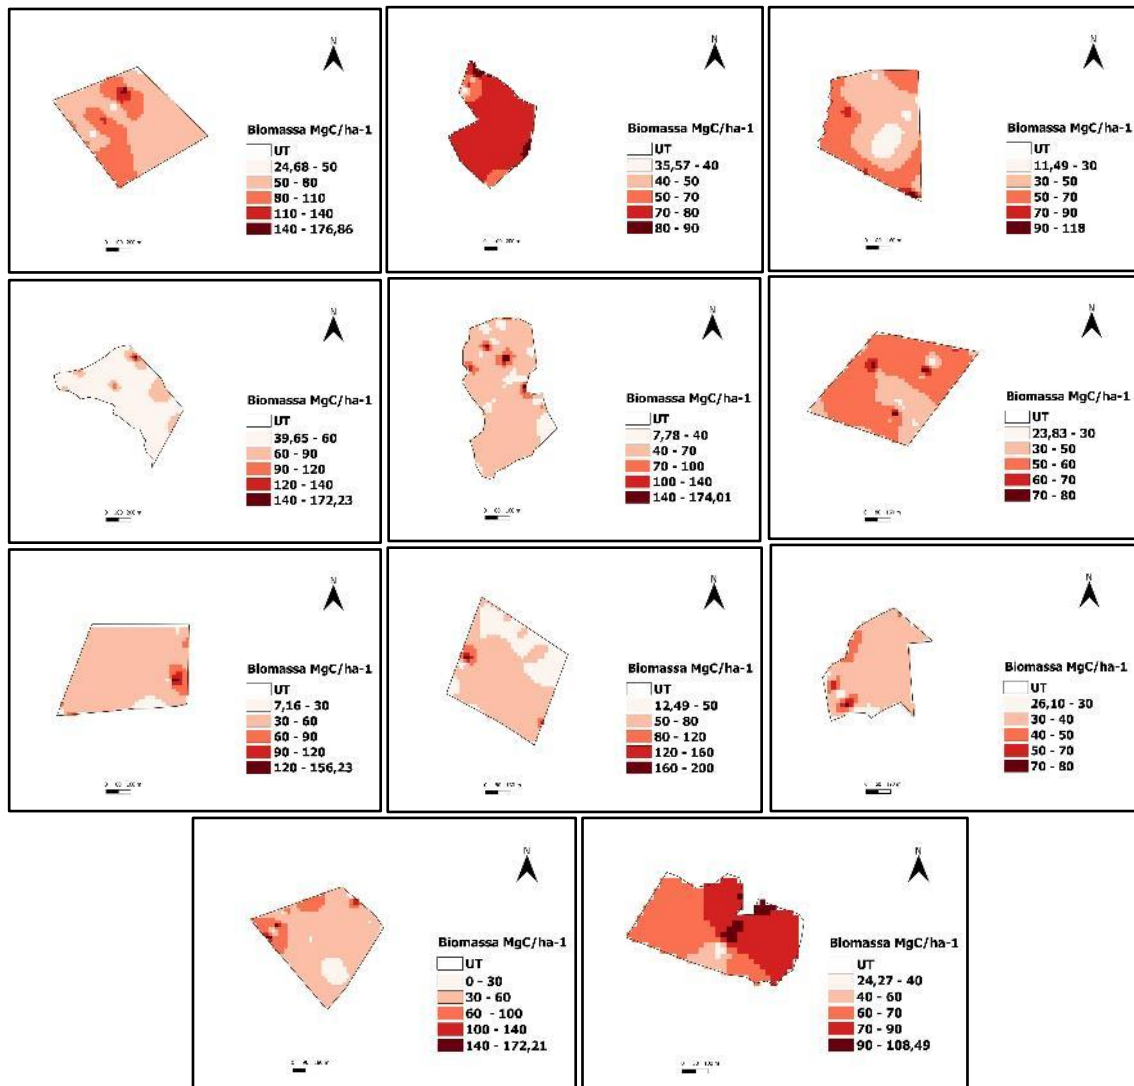 N
Biomassa MgC/ha-1
UT
24,68 - 50
50 - 80
80 - 110
110 - 140
140 - 176,86
N
Biomassa MgC/ha-1
UT
35,57 - 40
40 - 50
50 - 70
70 - 80
80 - 90
N
Biomassa MgC/ha-1
UT
11,49 - 30
30 - 50
50 - 70
70 - 90
90 - 118
N
Biomassa MgC/ha-1
UT
39,65 - 60
60 - 90
90 - 120
120 - 140
140 - 172,23
N
Biomassa MgC/ha-1
UT
7,78 - 40
40 - 70
70 - 100
100 - 140
140 - 174,01
N
Biomassa MgC/ha-1
UT
23,83 - 30
30 - 50
50 - 60
60 - 70
70 - 80
N
Biomassa MgC/ha-1
UT
7,16 - 30
30 - 60
60 - 90
90 - 120
120 - 156,23
N
Biomassa MgC/ha-1
UT
12,49 - 50
50 - 80
80 - 120
120 - 160
160 - 200
N
Biomassa MgC/ha-1
UT
26,10 - 30
30 - 40
40 - 50
50 - 70
70 - 80
N
Biomassa MgC/ha-1
UT
0 - 30
30 - 60
60 - 100
100 - 140
140 - 172,21
N
Biomassa MgC/ha-1
UT
24,27 - 40
40 - 60
60 - 70
70 - 90
90 - 108,49